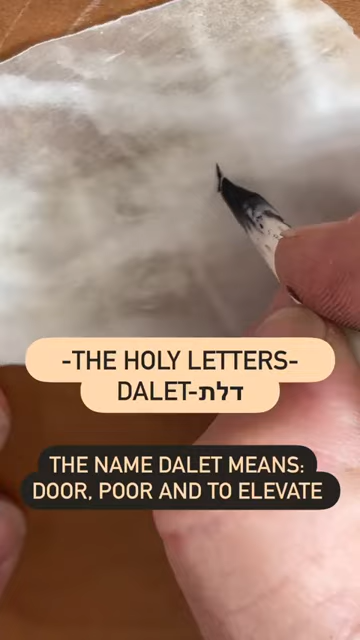 -THE HOLY LETTERS-
DALET-דלת
THE NAME DALET MEANS:
DOOR, POOR AND TO ELEVATE